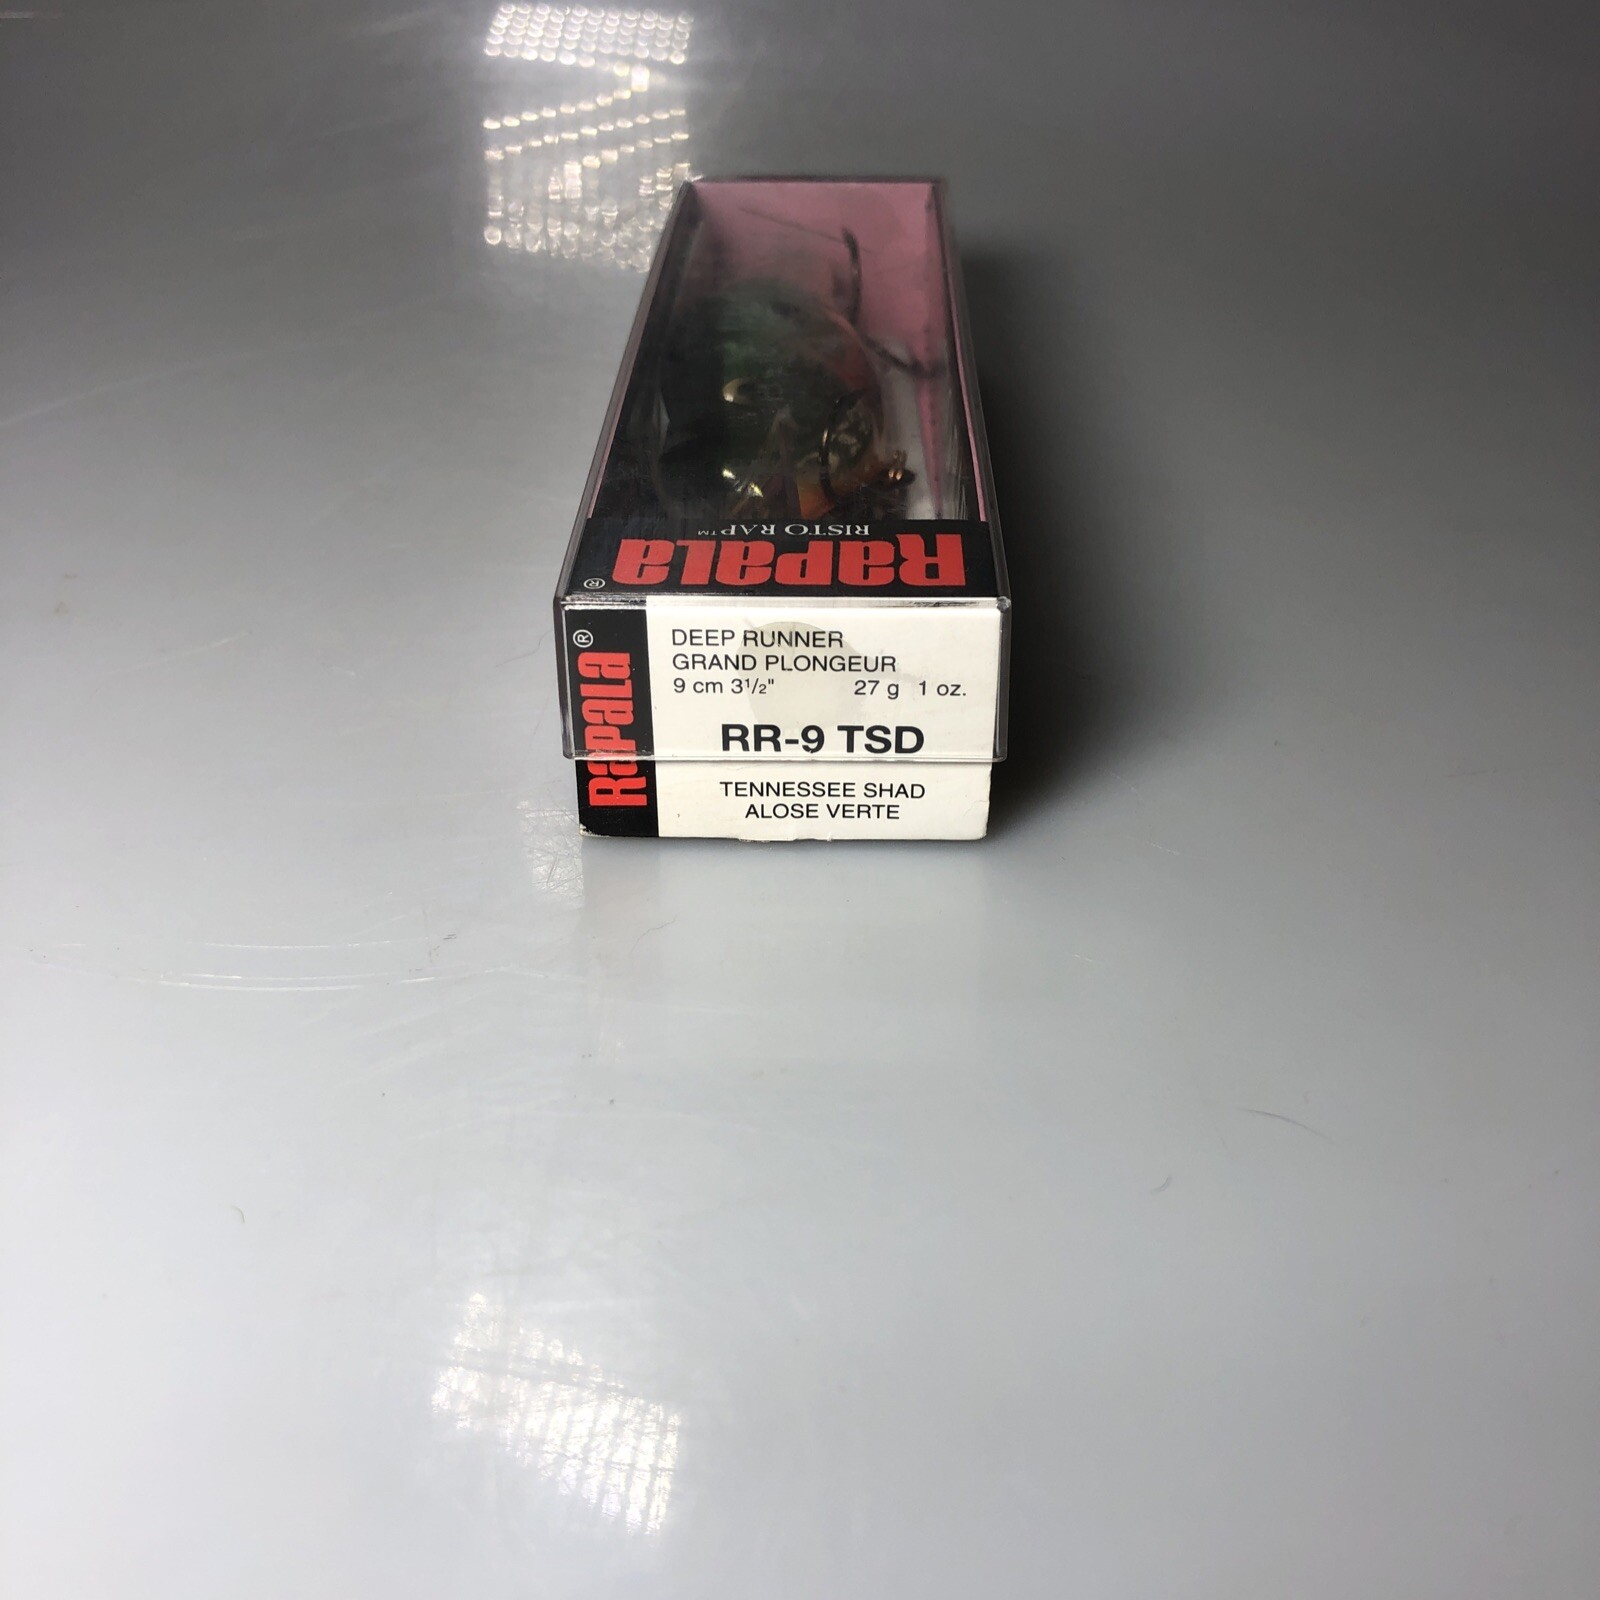 RISTO RAP™
Rapala®
Rapala®
DEEP RUNNER
GRAND PLONGEUR
9 cm 3½" 27 g 1 oz.
RR-9 TSD
TENNESSEE SHAD
ALOSE VERTE